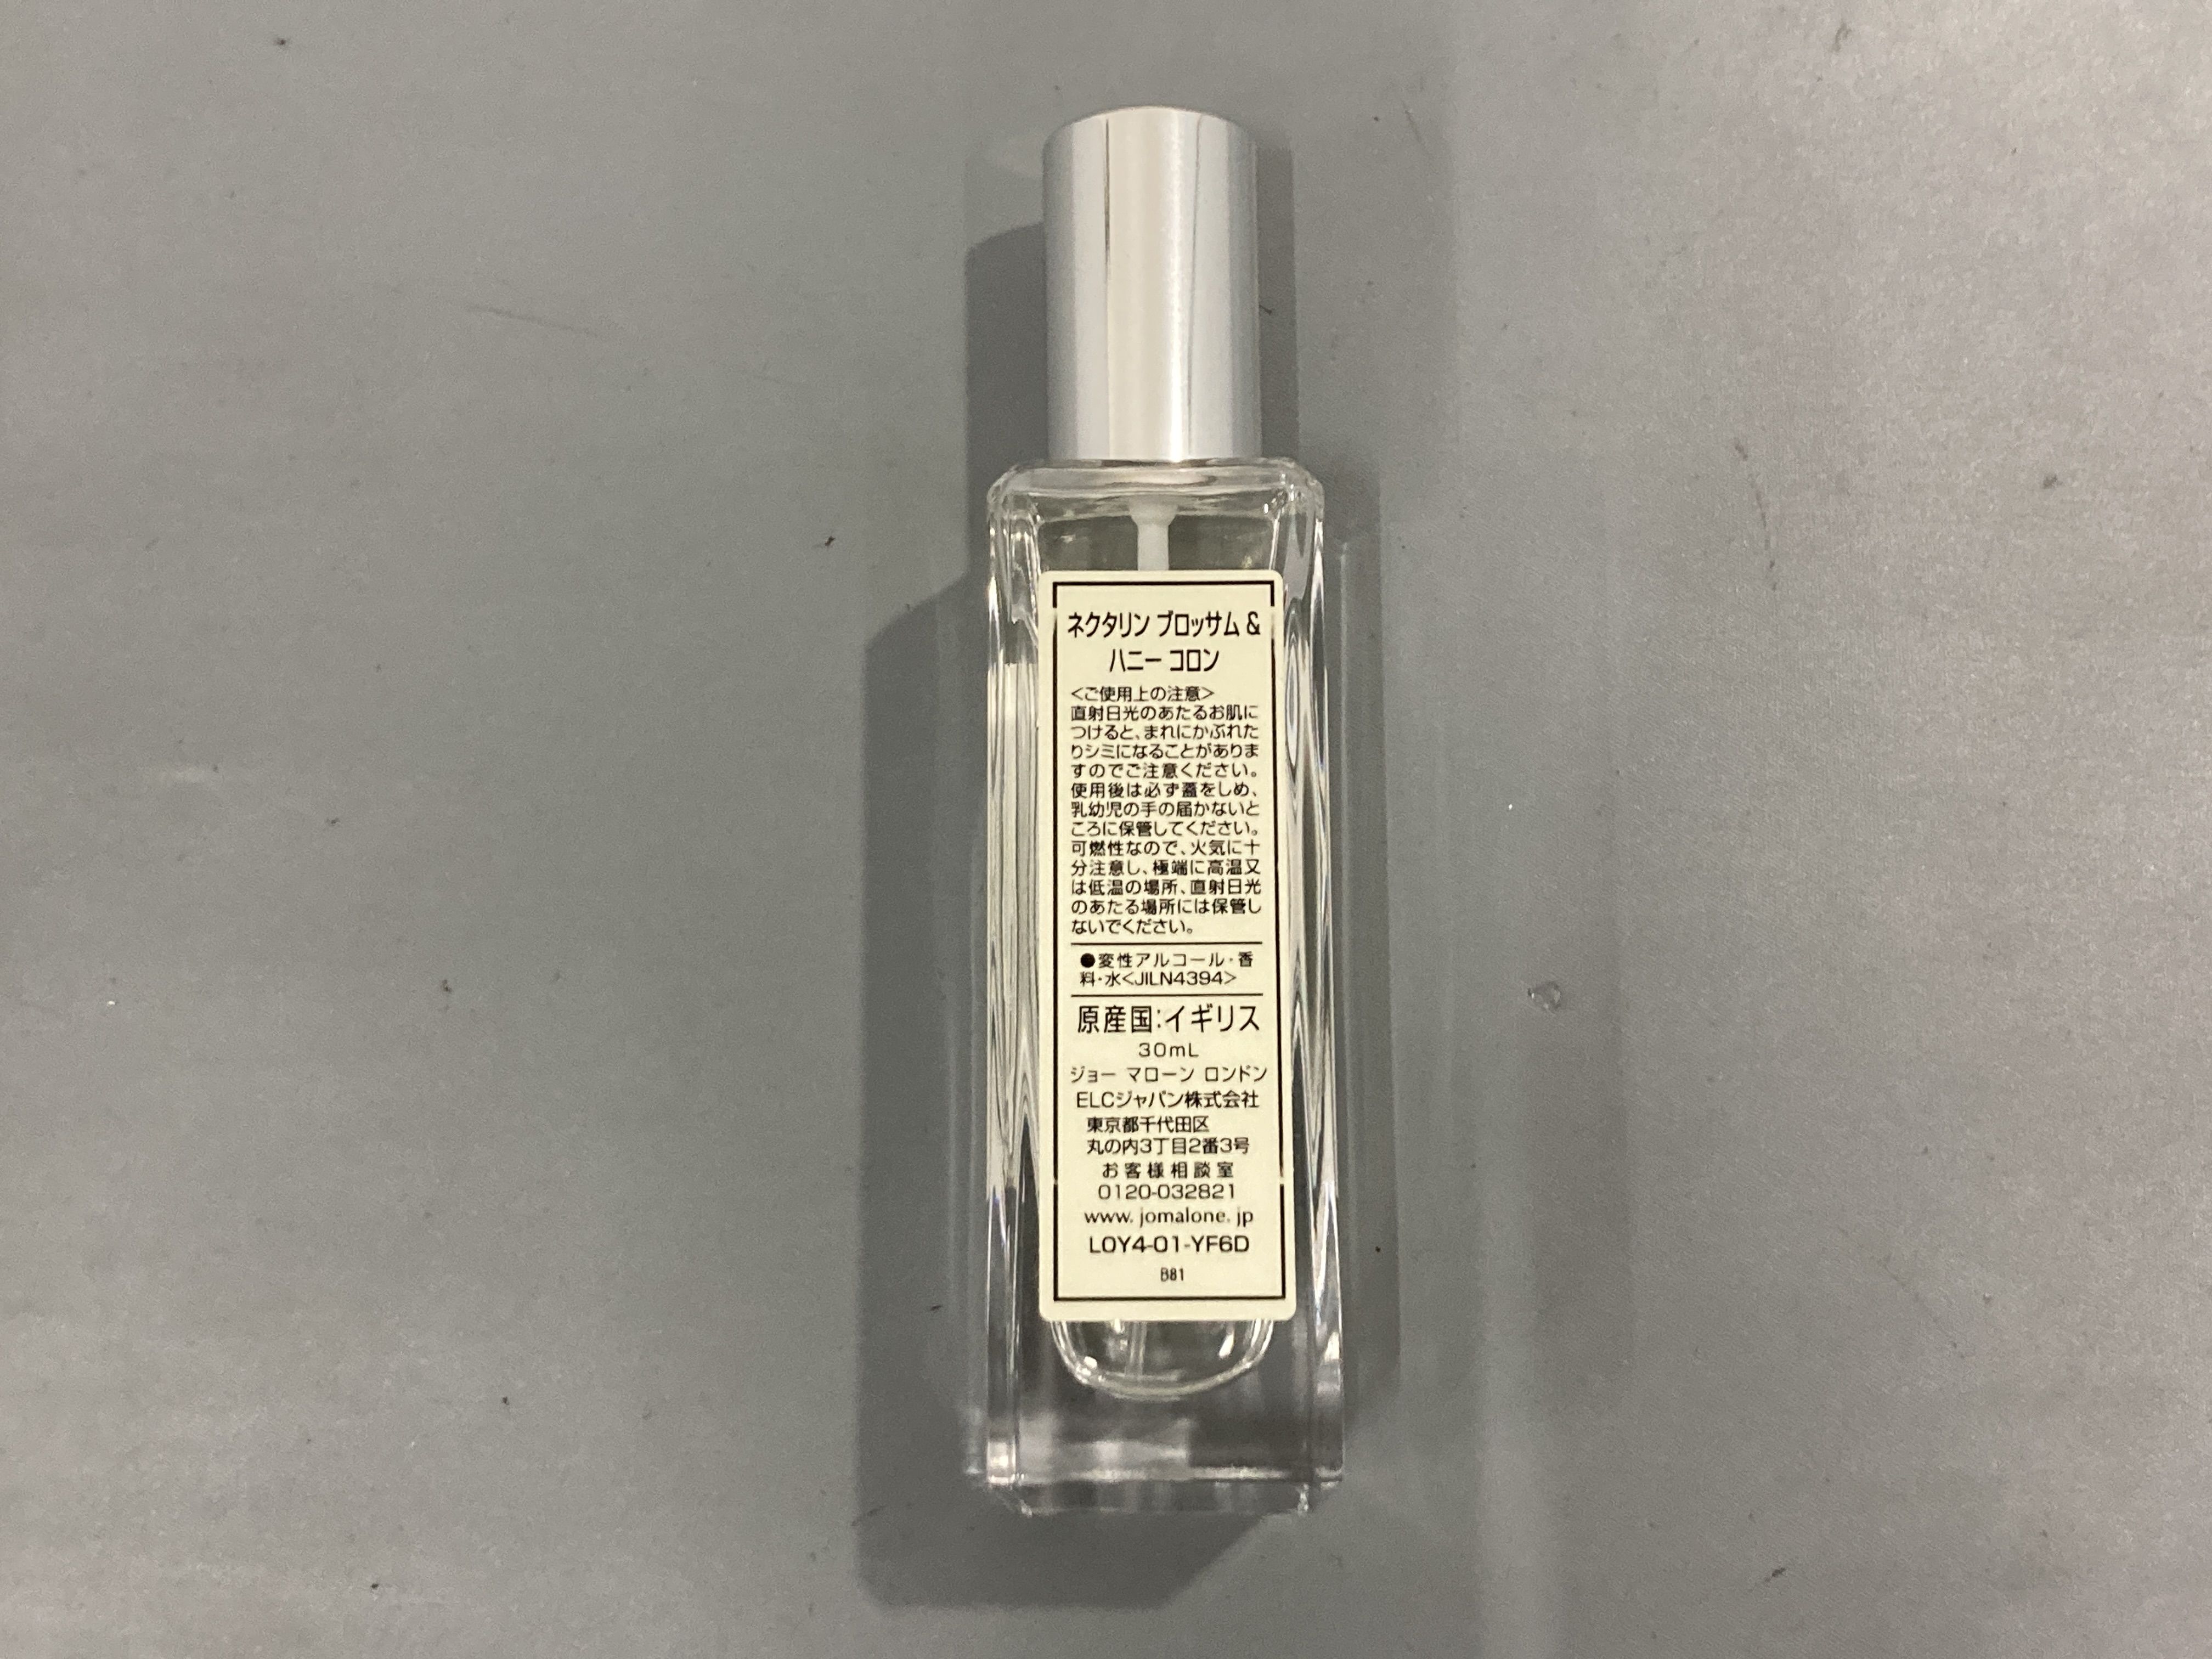 ネクタリン ブロッサム &
ハニー コロン
<ご使用上の注意>
直射日光のあたるお肌に
つけると、まれにかぶれた
りシミになることがありま
すのでご注意ください。
使用後は必ず蓋をしめ、
乳幼児の手の届かないと
ころに保管してください。
可燃性なので、火気に十
分注意し、極端に高温又
は低温の場所、直射日光
のあたる場所には保管し
ないでください。
●変性アルコール・香
料・水<JILN4394>
原産国:イギリス
30mL
ジョー マローン ロンドン
ELCジャパン株式会社
東京都千代田区
丸の内3丁目2番3号
お客様相談室
0120-032821
www.jomalone.jp
L0Y4-01-YF6D
B81